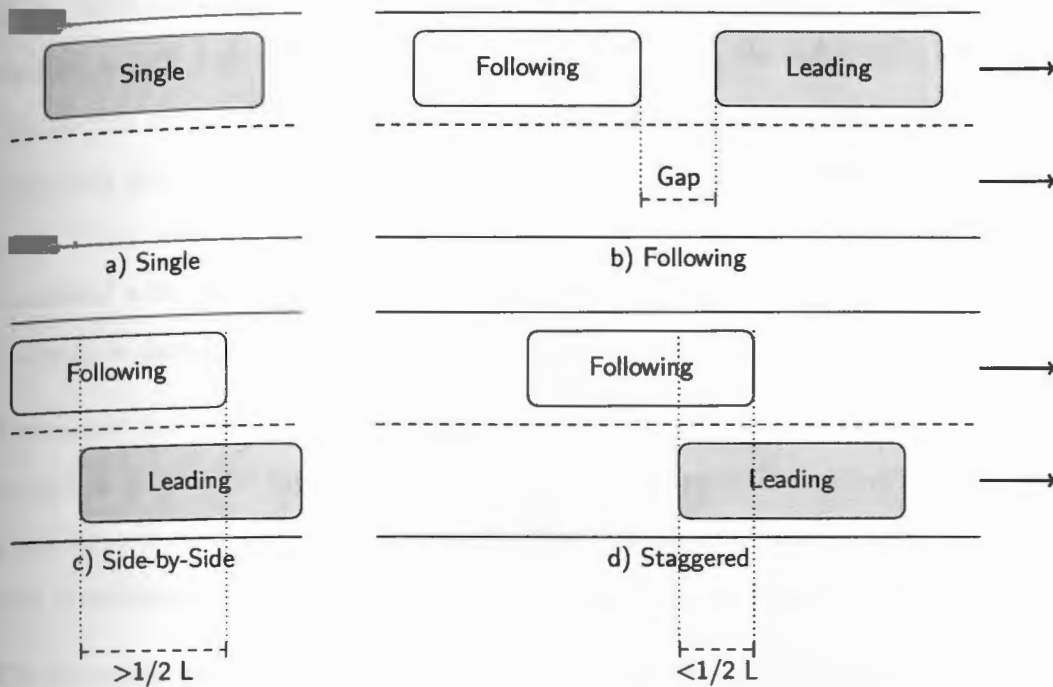 Single
Following
Leading
Gap
a) Single
b) Following
Following
Leading
c) Side-by-Side
>1/2 L
Following
Leading
d) Staggered
<1/2 L